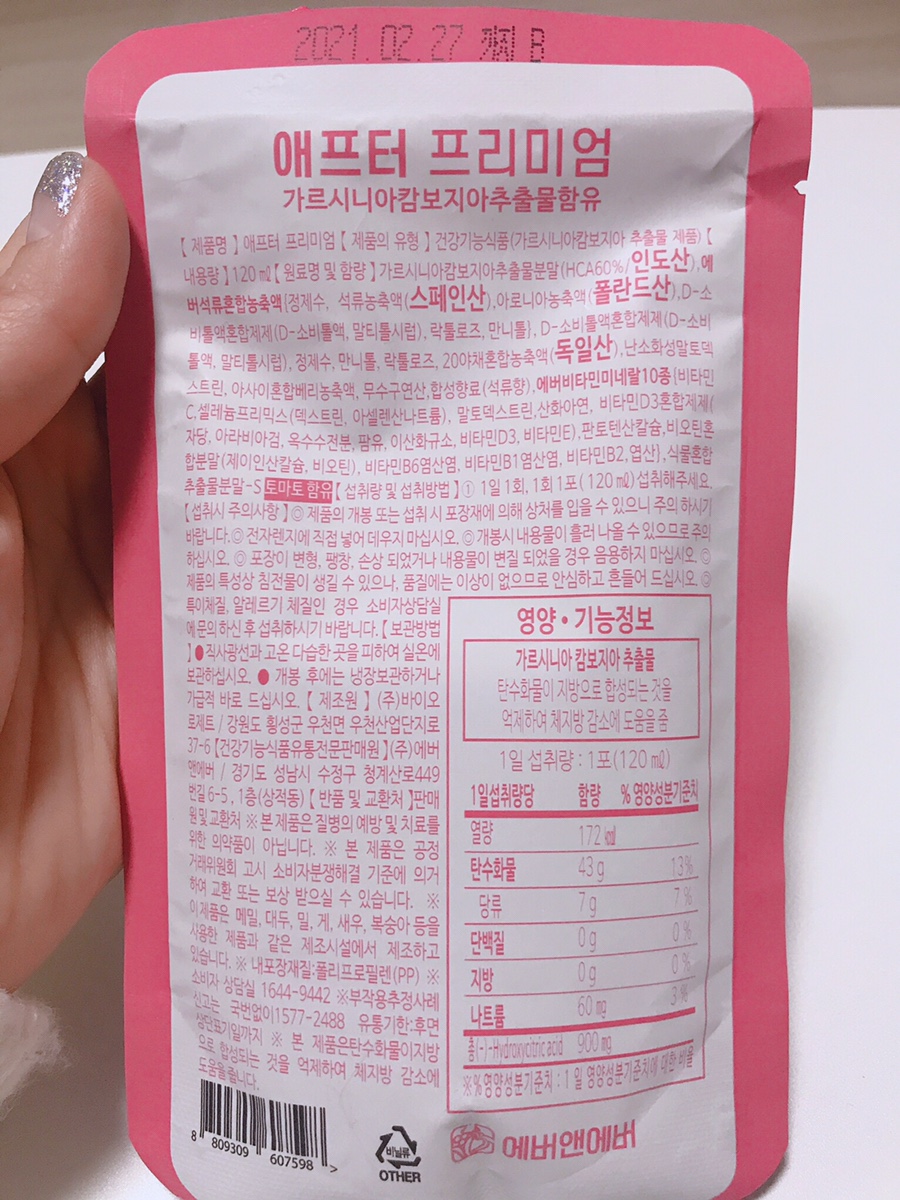 2021.02.27 까지 B
애프터 프리미엄
가르시니아캄보지아추출물함유
【 제품명 】 애프터 프리미엄【 제품의 유형 】 건강기능식품(가르시니아캄보지아 추출물 제품)【
내용량 】120㎖【 원료명 및 함량 】가르시니아캄보지아추출물분말(HCA60%/인도산),에
버석류혼합농축액{정제수, 석류농축액(스페인산),아로니아농축액(폴란드산),D-소
비톨액혼합제제(D-소비톨액, 말티톨시럽), 락툴로즈, 만니톨}, D-소비톨액혼합제제(D-소비
톨액, 말티톨시럽), 정제수, 만니톨, 락툴로즈, 20야채혼합농축액(독일산),난소화성말토덱
스트린, 아사이혼합베리농축액, 무수구연산,합성향료(석류향),에버비타민미네랄10종{비타민
C,셀레늄프리믹스(덱스트린, 아셀렌산나트륨), 말토덱스트린,산화아연, 비타민D3혼합제제(
자당, 아라비아검, 옥수수전분, 팜유, 이산화규소, 비타민D3, 비타민E),판토텐산칼슘,비오틴혼
합분말(제이인산칼슘, 비오틴), 비타민B6염산염, 비타민B1염산염, 비타민B2,엽산},식물혼합
추출물분말-S 토마토 함유【 섭취량 및 섭취방법 】① 1일 1회, 1회 1포( 120㎖)섭취해주세요.
【섭취시 주의사항 】◎ 제품의 개봉 또는 섭취 시 포장재에 의해 상처를 입을 수 있으니 주의 하시기
바랍니다.◎ 전자렌지에 직접 넣어 데우지 마십시오. ◎개봉시 내용물이 흘러 나올 수 있으므로 주의
하십시오. ◎ 포장이 변형, 팽창, 손상 되었거나 내용물이 변질 되었을 경우 음용하지 마십시오. ◎
제품의 특성상 침전물이 생길 수 있으나, 품질에는 이상이 없으므로 안심하고 흔들어 드십시오. ◎
특이체질, 알레르기 체질인 경우 소비자상담실
에 문의 하신 후 섭취하시기 바랍니다.【 보관방법
】●직사광선과 고온 다습한 곳을 피하여 실온에
보관하십시오. ● 개봉 후에는 냉장보관하거나
가급적 바로 드십시오.【 제조원 】(주)바이오
로제트 / 강원도 횡성군 우천면 우천산업단지로
37-6【건강기능식품유통전문판매원】(주)에버
앤에버 / 경기도 성남시 수정구 청계산로449
번길 6-5 , 1층(상적동)【 반품 및 교환처 】판매
원 및 교환처 ※ 본 제품은 질병의 예방 및 치료를
위한 의약품이 아닙니다. ※ 본 제품은 공정
거래위원회 고시 소비자분쟁해결 기준에 의거
하여 교환 또는 보상 받으실 수 있습니다. ※
이 제품은 메밀, 대두, 밀, 게, 새우, 복숭아 등을
사용한 제품과 같은 제조시설에서 제조하고
있습니다. ※ 내포장재질:폴리프로필렌(PP) ※
소비자 상담실 1644-9442 ※부작용추정사례
신고는 국번없이1577-2488 유통기한:후면
상단표기일까지 ※ 본 제품은탄수화물이지방
으로 합성되는 것을 억제하여 체지방 감소에
도움을 줍니다.
영양 • 기능정보
가르시니아 캄보지아 추출물
탄수화물이 지방으로 합성되는 것을
억제하여 체지방 감소에 도움을 줌
1일 섭취량 : 1포(120㎖)
1일섭취량당 함량 % 영양성분기준치
열량 172㎉
탄수화물 43g 13%
당류 7g 7%
단백질 0g 0%
지방 0g 0%
나트륨 60㎎ 3%
총(-)-Hydroxycitric acid 900㎎
※%영양성분기준치 : 1일 영양성분기준치에 대한 비율
8 809309 607598 >
비닐류
OTHER
에버앤에버